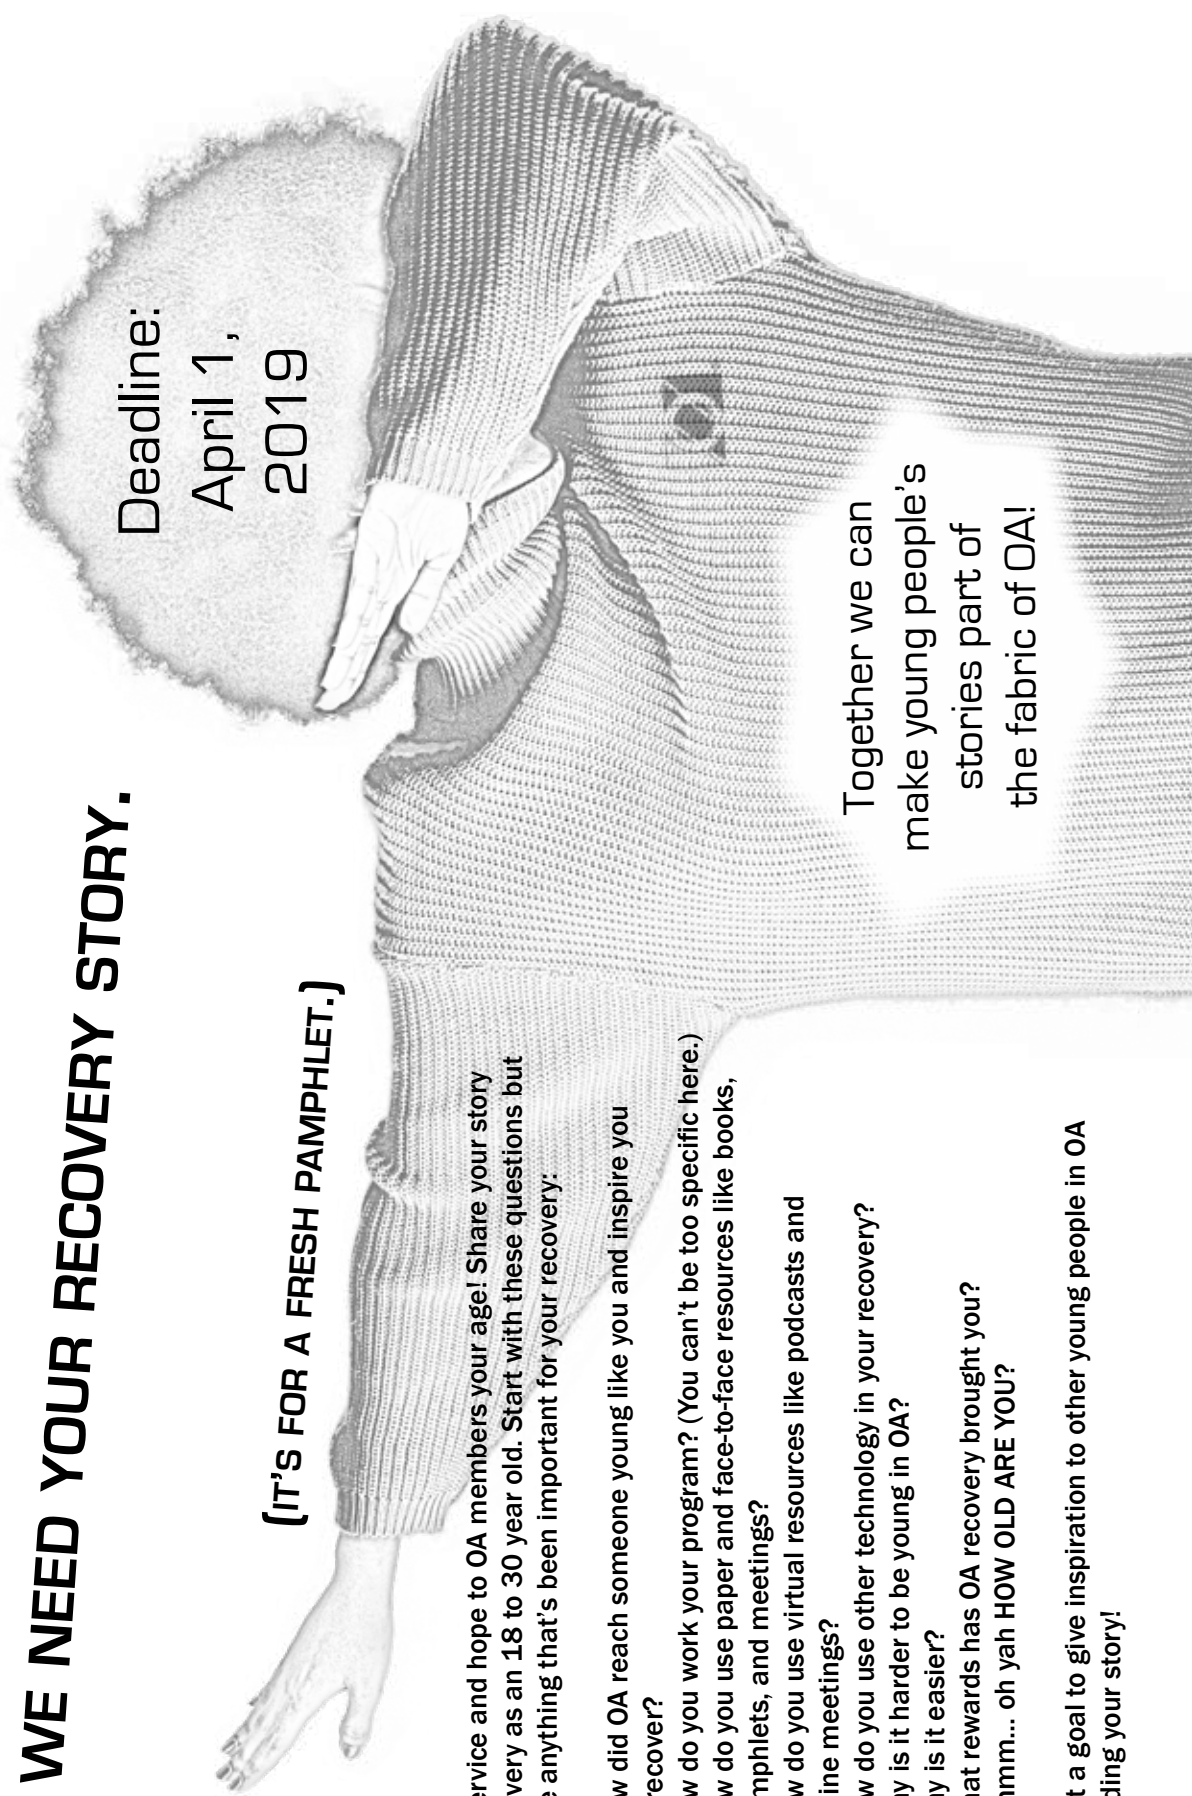 WE NEED YOUR RECOVERY STORY.
(IT'S FOR A FRESH PAMPHLET.)
Deadline:
April 1,
2019
and hope to OA members your age! Share your story
as an 18 to 30 year old. Start with these questions but
anything that's been important for your recovery:
did OA reach someone young like you and inspire you
recover?
do you work your program? (You can't be too specific here.)
do you use paper and face-to-face resources like books,
and meetings?
do you use virtual resources like podcasts and
meetings?
do you use other technology in your recovery?
is it harder to be young in OA?
is it easier?
rewards has OA recovery brought you?
oh yah HOW OLD ARE YOU?
a goal to give inspiration to other young people in OA
your story!
Together we can
make young people's
stories part of
the fabric of OA!